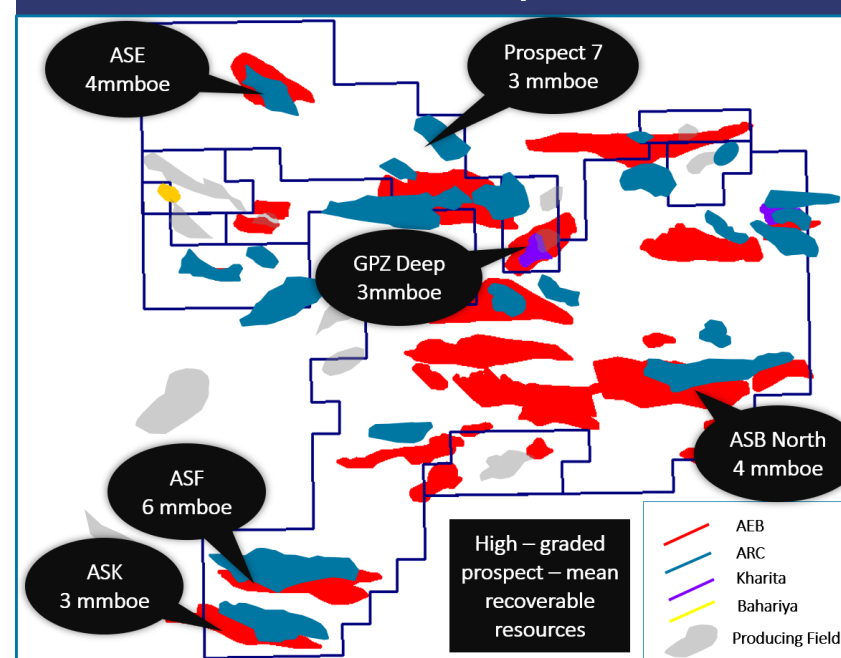 ASE
4mmboe
Prospect 7
3 mmboe
GPZ Deep
3mmboe
ASB North
4 mmboe
ASF
6 mmboe
ASK
3 mmboe
High – graded
prospect – mean
recoverable
resources
AEB
ARC
Kharita
Bahariya
Producing Field